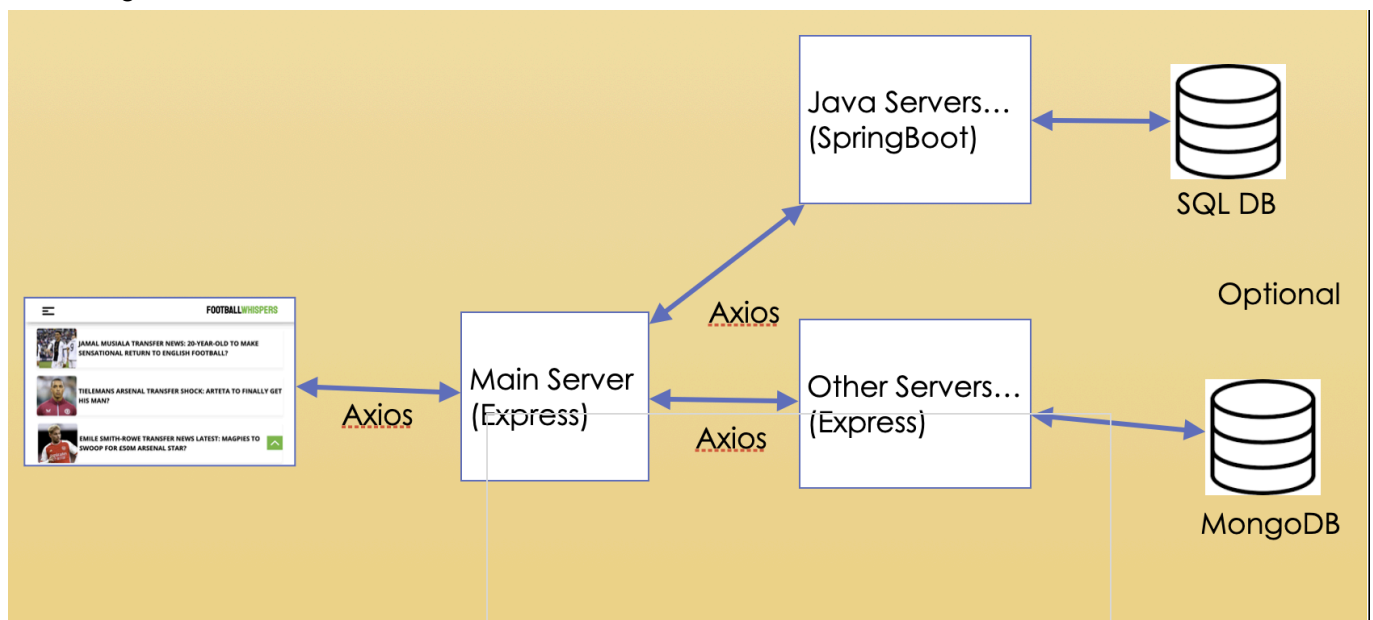 Java Servers...
(SpringBoot)
SQL DB
Optional
FOOTBALLWHISPERS
JAMAL MUSIALA TRANSFER NEWS: 20-YEAR-OLD TO MAKE
SENSATIONAL RETURN TO ENGLISH FOOTBALL?
TIELEMANS ARSENAL TRANSFER SHOCK: ARTETA TO FINALLY GET
HIS MAN?
EMILE SMITH-ROWE TRANSFER NEWS LATEST: MAGPIES TO
SWOOP FOR £50M ARSENAL STAR?
Axios
Main Server
(Express)
Axios
Axios
Other Servers...
(Express)
MongoDB